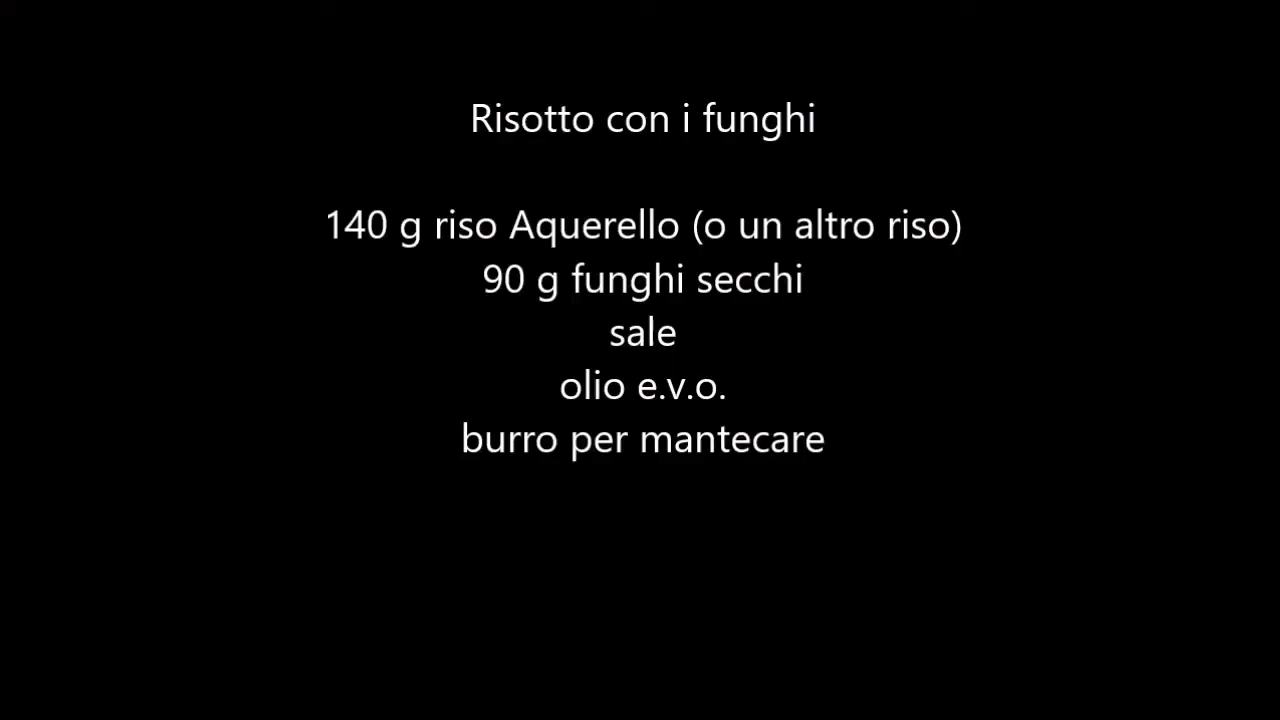 Risotto con i funghi
140 g riso Aquerello (o un altro riso)
90 g funghi secchi
sale
olio e.v.o.
burro per mantecare